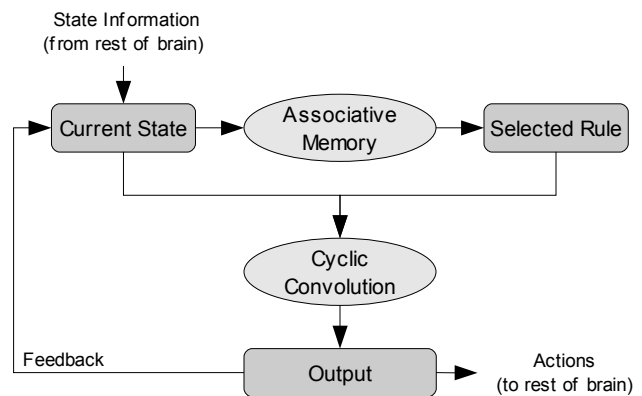 State Information
(from rest of brain)
Current State
Associative
Memory
Selected Rule
Cyclic
Convolution
Feedback
Output
Actions
(to rest of brain)